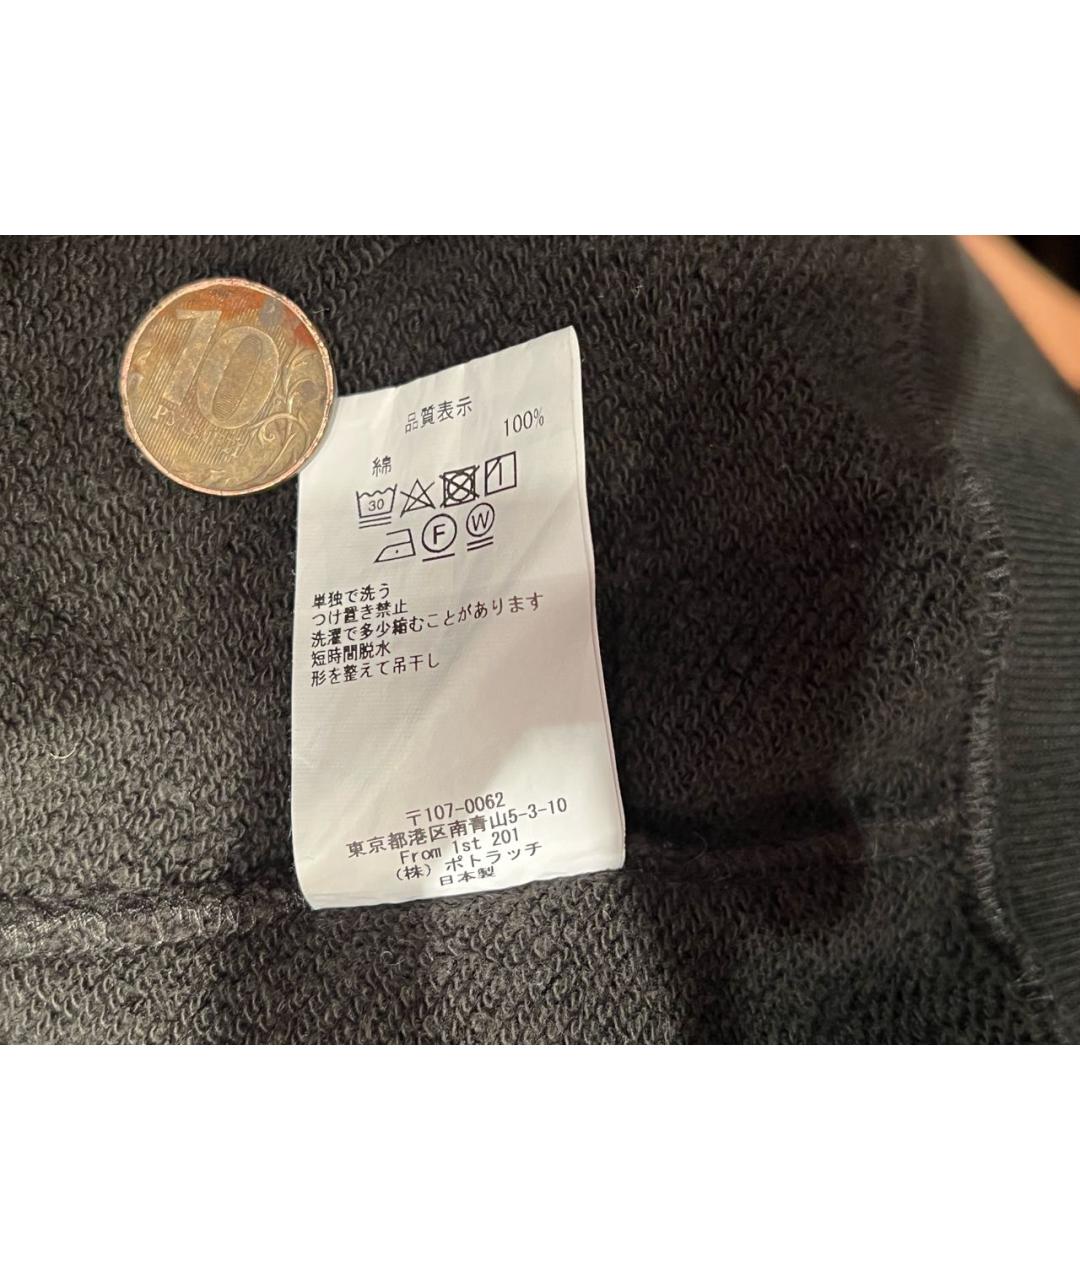 10
品質表示
綿 100%
30
F W
単独で洗う
つけ置き禁止
洗濯で多少縮むことがあります
短時間脱水
形を整えて吊干し
〒107-0062
東京都港区南青山5-3-10
From 1st 201
(株) ポトラッチ
日本製